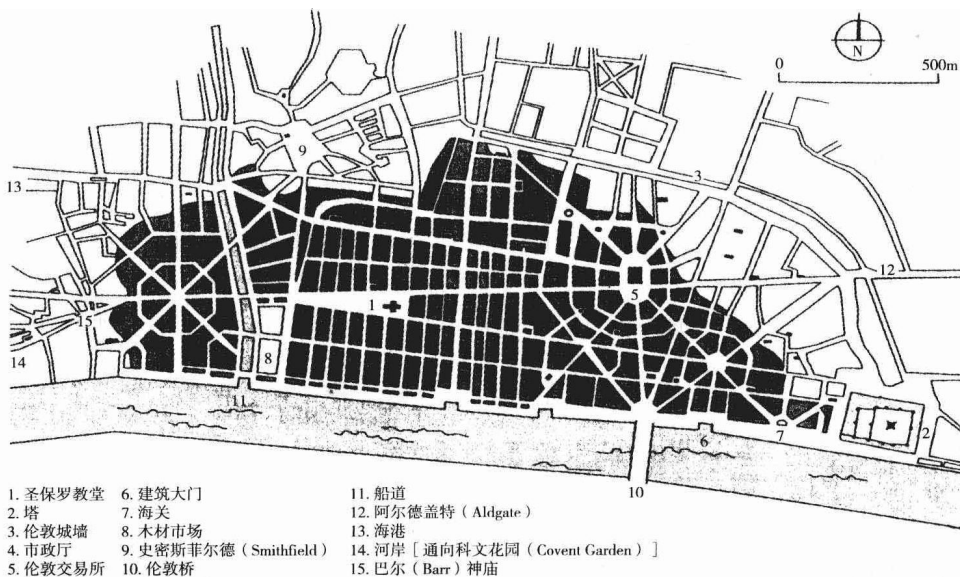 N
0 500m
9
13
3
12
5
1
15
14
8
11
6
7
2
10
1. 圣保罗教堂 6. 建筑大门 11. 船道
2. 塔 7. 海关 12. 阿尔德盖特（Aldgate）
3. 伦敦城墙 8. 木材市场 13. 海港
4. 市政厅 9. 史密斯菲尔德（Smithfield） 14. 河岸［通向科文花园（Covent Garden）］
5. 伦敦交易所 10. 伦敦桥 15. 巴尔（Barr）神庙